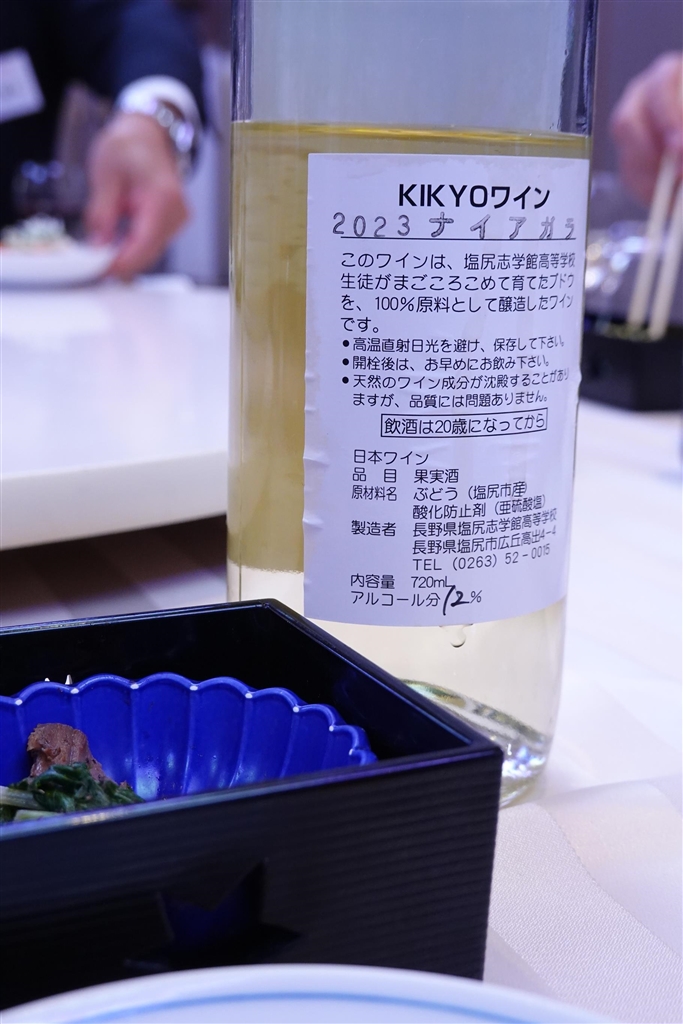 KIKYOワイン
2023 ナイアガラ
このワインは、塩尻志学館高等学校
生徒がまごころこめて育てたブドウ
を、100%原料として醸造したワイン
です。
●高温直射日光を避け、保存して下さい。
●開栓後は、お早めにお飲み下さい。
●天然のワイン成分が沈殿することがあり
ますが、品質には問題ありません。
飲酒は20歳になってから
日本ワイン
品 目 果実酒
原材料名 ぶどう（塩尻市産）
酸化防止剤（亜硫酸塩）
製造者 長野県塩尻志学館高等学校
長野県塩尻市広丘高出4-4
TEL（0263）52-0015
内容量 720mL
アルコール分12%